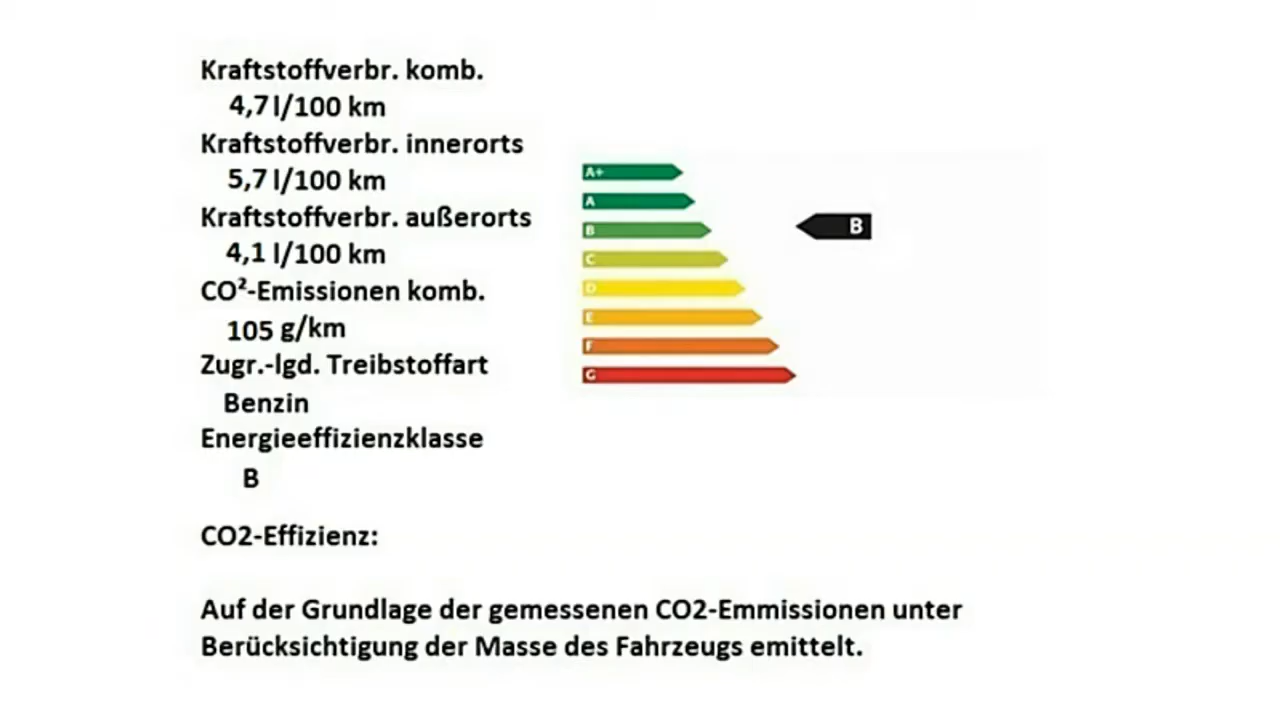 Kraftstoffverbr. komb.
4,7 l/100 km
Kraftstoffverbr. innerorts
5,7 l/100 km
Kraftstoffverbr. außerorts
4,1 l/100 km
CO²-Emissionen komb.
105 g/km
Zugr.-lgd. Treibstoffart
Benzin
Energieeffizienzklasse
B
A+
A
B
B
C
D
E
F
G
CO2-Effizienz:
Auf der Grundlage der gemessenen CO2-Emmissionen unter
Berücksichtigung der Masse des Fahrzeugs emittelt.